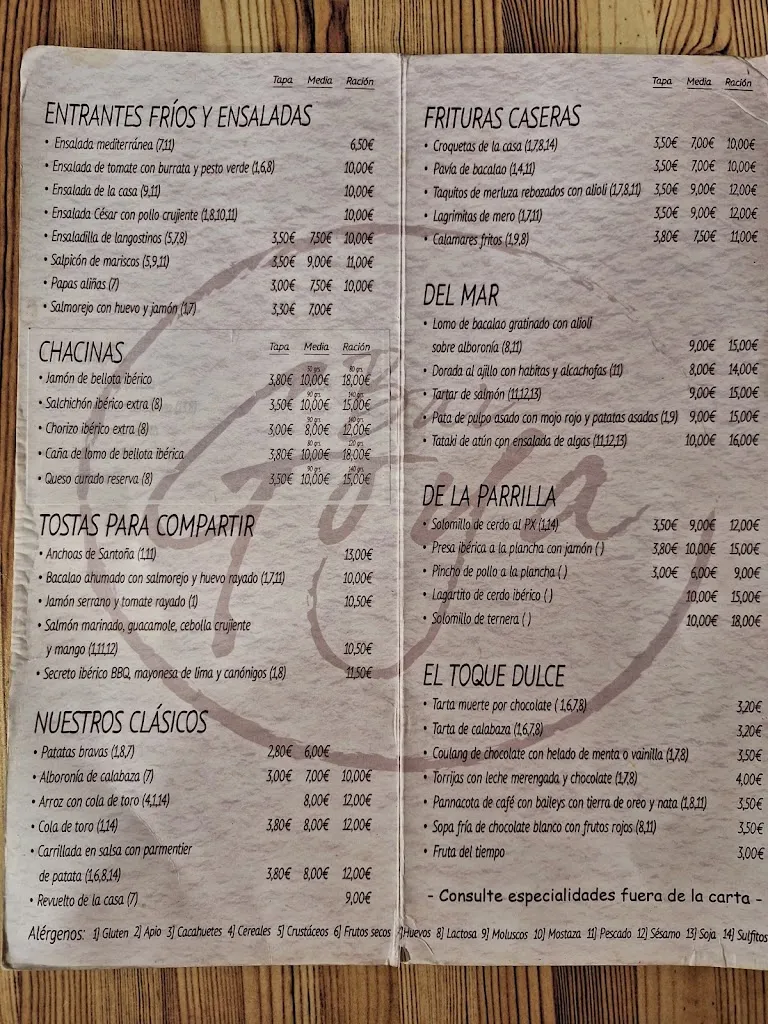 Tapa Media Ración
ENTRANTES FRÍOS Y ENSALADAS
• Ensalada mediterránea (7,11) 6,50€
• Ensalada de tomate con burrata y pesto verde (1,6,8) 10,00€
• Ensalada de la casa (9,11) 10,00€
• Ensalada César con pollo crujiente (1,8,10,11) 10,00€
• Ensaladilla de langostinos (5,7,8) 3,50€ 7,50€ 10,00€
• Salpicón de mariscos (5,9,11) 3,50€ 9,00€ 11,00€
• Papas aliñas (7) 3,00€ 7,50€ 10,00€
• Salmorejo con huevo y jamón (1,7) 3,30€ 7,00€
CHACINAS Tapa Media Ración
50 grs. 80 grs.
• Jamón de bellota ibérico 3,80€ 10,00€ 18,00€
90 grs. 140 grs.
• Salchichón ibérico extra (8) 3,50€ 10,00€ 15,00€
90 grs. 140 grs.
• Chorizo ibérico extra (8) 3,00€ 8,00€ 12,00€
80 grs. 120 grs.
• Caña de lomo de bellota ibérica 3,80€ 10,00€ 18,00€
90 grs. 140 grs.
• Queso curado reserva (8) 3,50€ 10,00€ 15,00€
TOSTAS PARA COMPARTIR
• Anchoas de Santoña (1,11) 13,00€
• Bacalao ahumado con salmorejo y huevo rayado (1,7,11) 10,00€
• Jamón serrano y tomate rayado (1) 10,50€
• Salmón marinado, guacamole, cebolla crujiente
y mango (1,11,12) 10,50€
• Secreto ibérico BBQ, mayonesa de lima y canónigos (1,8) 11,50€
NUESTROS CLÁSICOS
• Patatas bravas (1,8,7) 2,80€ 6,00€
• Alboronía de calabaza (7) 3,00€ 7,00€ 10,00€
• Arroz con cola de toro (4,1,14) 8,00€ 12,00€
• Cola de toro (1,14) 3,80€ 8,00€ 12,00€
• Carrillada en salsa con parmentier
de patata (1,6,8,14) 3,80€ 8,00€ 12,00€
• Revuelto de la casa (7) 9,00€
Tapa Media Ración
FRITURAS CASERAS
• Croquetas de la casa (1,7,8,14) 3,50€ 7,00€ 10,00€
• Pavía de bacalao (1,4,11) 3,50€ 7,00€ 10,00€
• Taquitos de merluza rebozados con alioli (1,7,8,11) 3,50€ 9,00€ 12,00€
• Lagrimitas de mero (1,7,11) 3,50€ 9,00€ 12,00€
• Calamares fritos (1,9,8) 3,80€ 7,50€ 11,00€
DEL MAR
• Lomo de bacalao gratinado con alioli
sobre alboronía (8,11) 9,00€ 15,00€
• Dorada al ajillo con habitas y alcachofas (11) 8,00€ 14,00€
• Tartar de salmón (11,12,13) 9,00€ 15,00€
• Pata de pulpo asado con mojo rojo y patatas asadas (1,9) 9,00€ 15,00€
• Tataki de atún con ensalada de algas (11,12,13) 10,00€ 16,00€
DE LA PARRILLA
• Solomillo de cerdo al PX (1,14) 3,50€ 9,00€ 12,00€
• Presa ibérica a la plancha con jamón ( ) 3,80€ 10,00€ 15,00€
• Pincho de pollo a la plancha ( ) 3,00€ 6,00€ 9,00€
• Lagartito de cerdo ibérico ( ) 10,00€ 15,00€
• Solomillo de ternera ( ) 10,00€ 18,00€
EL TOQUE DULCE
• Tarta muerte por chocolate ( 1,6,7,8) 3,20€
• Tarta de calabaza (1,6,7,8) 3,20€
• Coulang de chocolate con helado de menta o vainilla (1,7,8) 3,50€
• Torrijas con leche merengada y chocolate (1,7,8) 4,00€
• Pannacota de café con baileys con tierra de oreo y nata (1,8,11) 3,50€
• Sopa fría de chocolate blanco con frutos rojos (8,11) 3,50€
• Fruta del tiempo 3,00€
- Consulte especialidades fuera de la carta -
Alérgenos: 1] Gluten 2] Apio 3] Cacahuetes 4] Cereales 5] Crustáceos 6] Frutos secos 7]Huevos 8] Lactosa 9] Moluscos 10] Mostaza 11] Pescado 12] Sésamo 13] Soja 14] Sulfitos